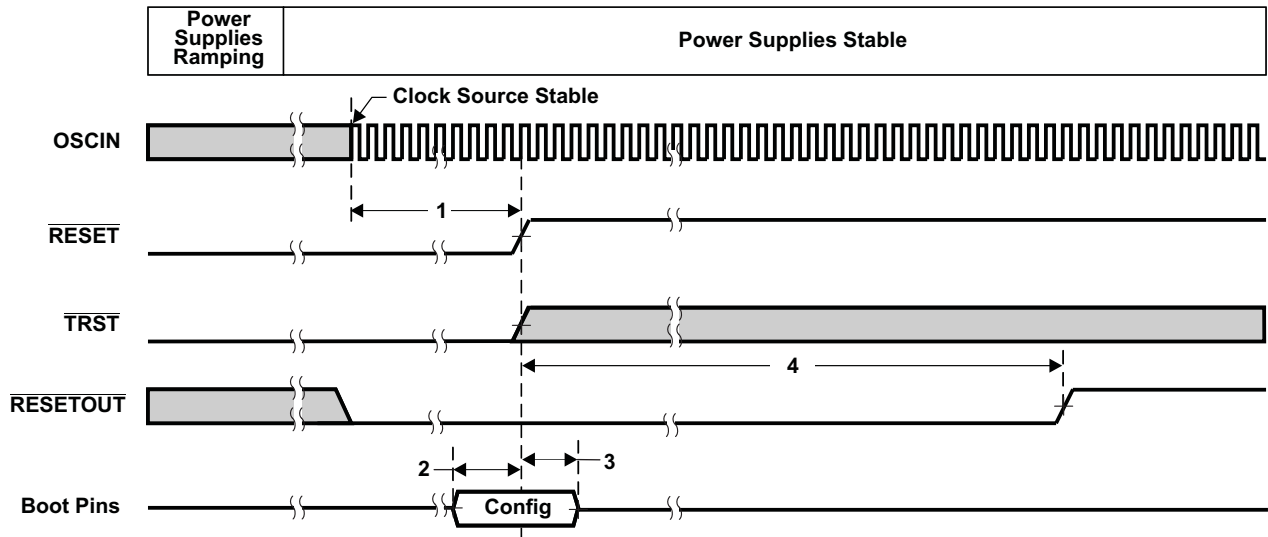 Power
Supplies
Ramping
Power Supplies Stable
Clock Source Stable
OSCIN
1
RESET
TRST
4
RESETOUT
2
3
Boot Pins
Config